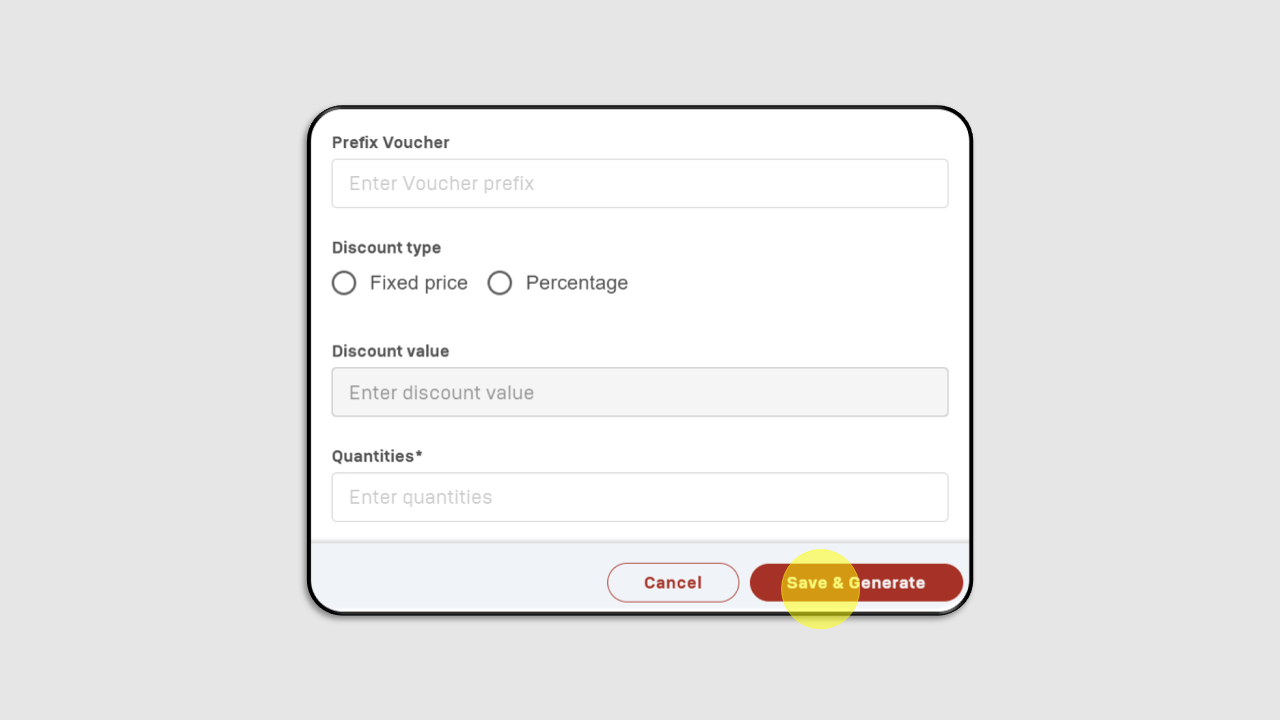 Prefix Voucher
Enter Voucher prefix
Discount type
Fixed price Percentage
Discount value
Enter discount value
Quantities*
Enter quantities
Cancel Save & Generate